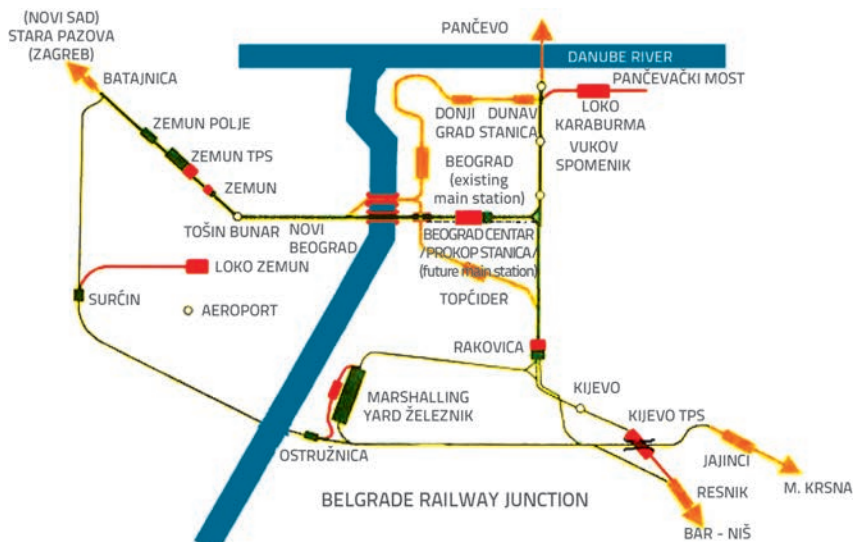 (NOVI SAD)
STARA PAZOVA
(ZAGREB)
BATAJNICA
PANČEVO
DANUBE RIVER
PANČEVAČKI MOST
ZEMUN POLJE
ZEMUN TPS
ZEMUN
DONJI
GRAD
DUNAV
STANICA
LOKO
KARABURMA
VUKOV
SPOMENIK
BEOGRAD
(existing
main station)
TOŠIN BUNAR
NOVI
BEOGRAD
BEOGRAD CENTAR
/PROKOP STANICA/
(future main station)
LOKO ZEMUN
TOPČIDER
SURČIN
AEROPORT
RAKOVICA
MARSHALLING
YARD ŽELEZNIK
KIJEVO
KIJEVO TPS
OSTRUŽNICA
JAJINCI
M. KRSNA
RESNIK
BELGRADE RAILWAY JUNCTION
BAR - NIŠ